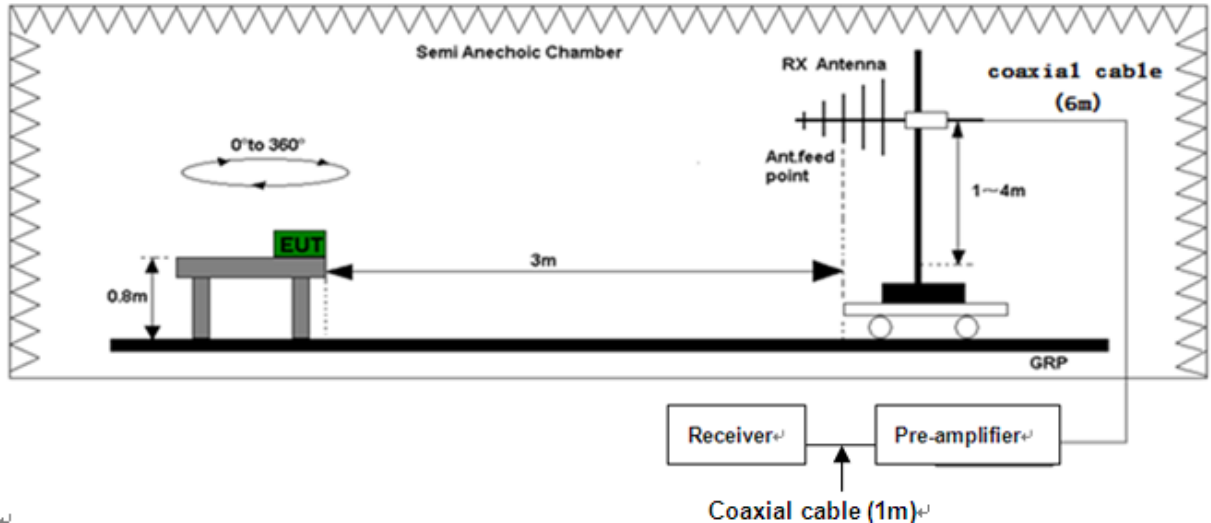 Semi Anechoic Chamber
RX Antenna
coaxial cable
(6m)
0°to 360°
Ant.feed
point
1~4m
EUT
3m
0.8m
GRP
Receiver↵
Pre-amplifier↵
Coaxial cable (1m)↵
↵